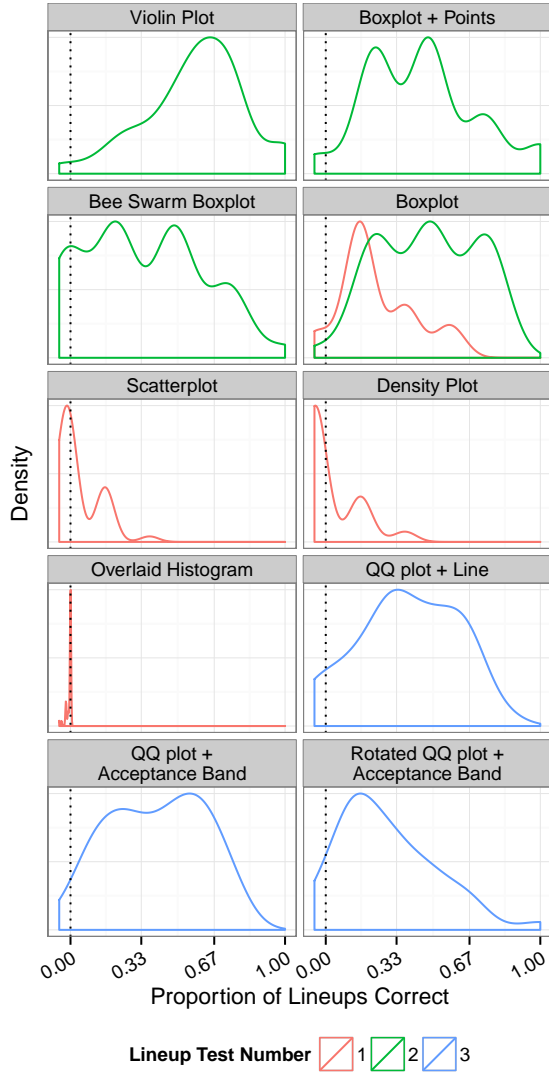 Violin Plot
Boxplot + Points
Bee Swarm Boxplot
Boxplot
Scatterplot
Density Plot
Overlaid Histogram
QQ plot + Line
QQ plot +
Acceptance Band
Rotated QQ plot +
Acceptance Band
Density
0.00 0.33 0.67 1.00
0.00 0.33 0.67 1.00
Proportion of Lineups Correct
Lineup Test Number 1 2 3